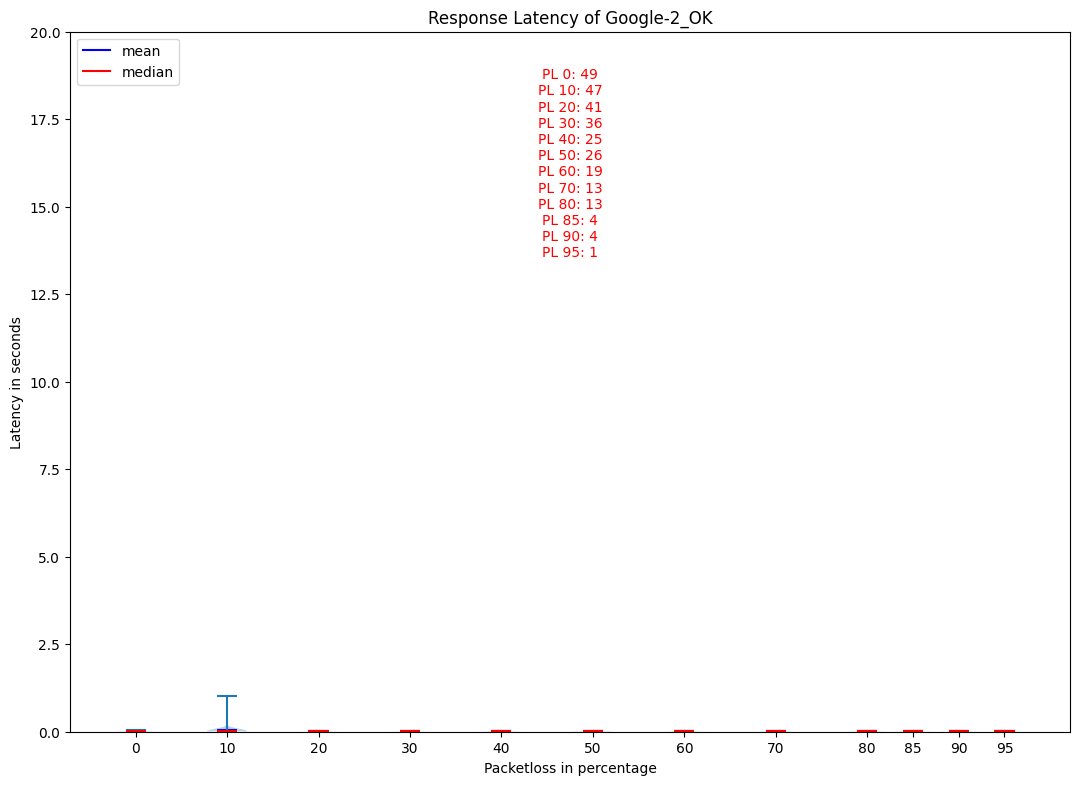 Response Latency of Google-2_OK
mean
median
PL 0: 49
PL 10: 47
PL 20: 41
PL 30: 36
PL 40: 25
PL 50: 26
PL 60: 19
PL 70: 13
PL 80: 13
PL 85: 4
PL 90: 4
PL 95: 1
Latency in seconds
20.0
17.5
15.0
12.5
10.0
7.5
5.0
2.5
0.0
0 10 20 30 40 50 60 70 80 85 90 95
Packetloss in percentage